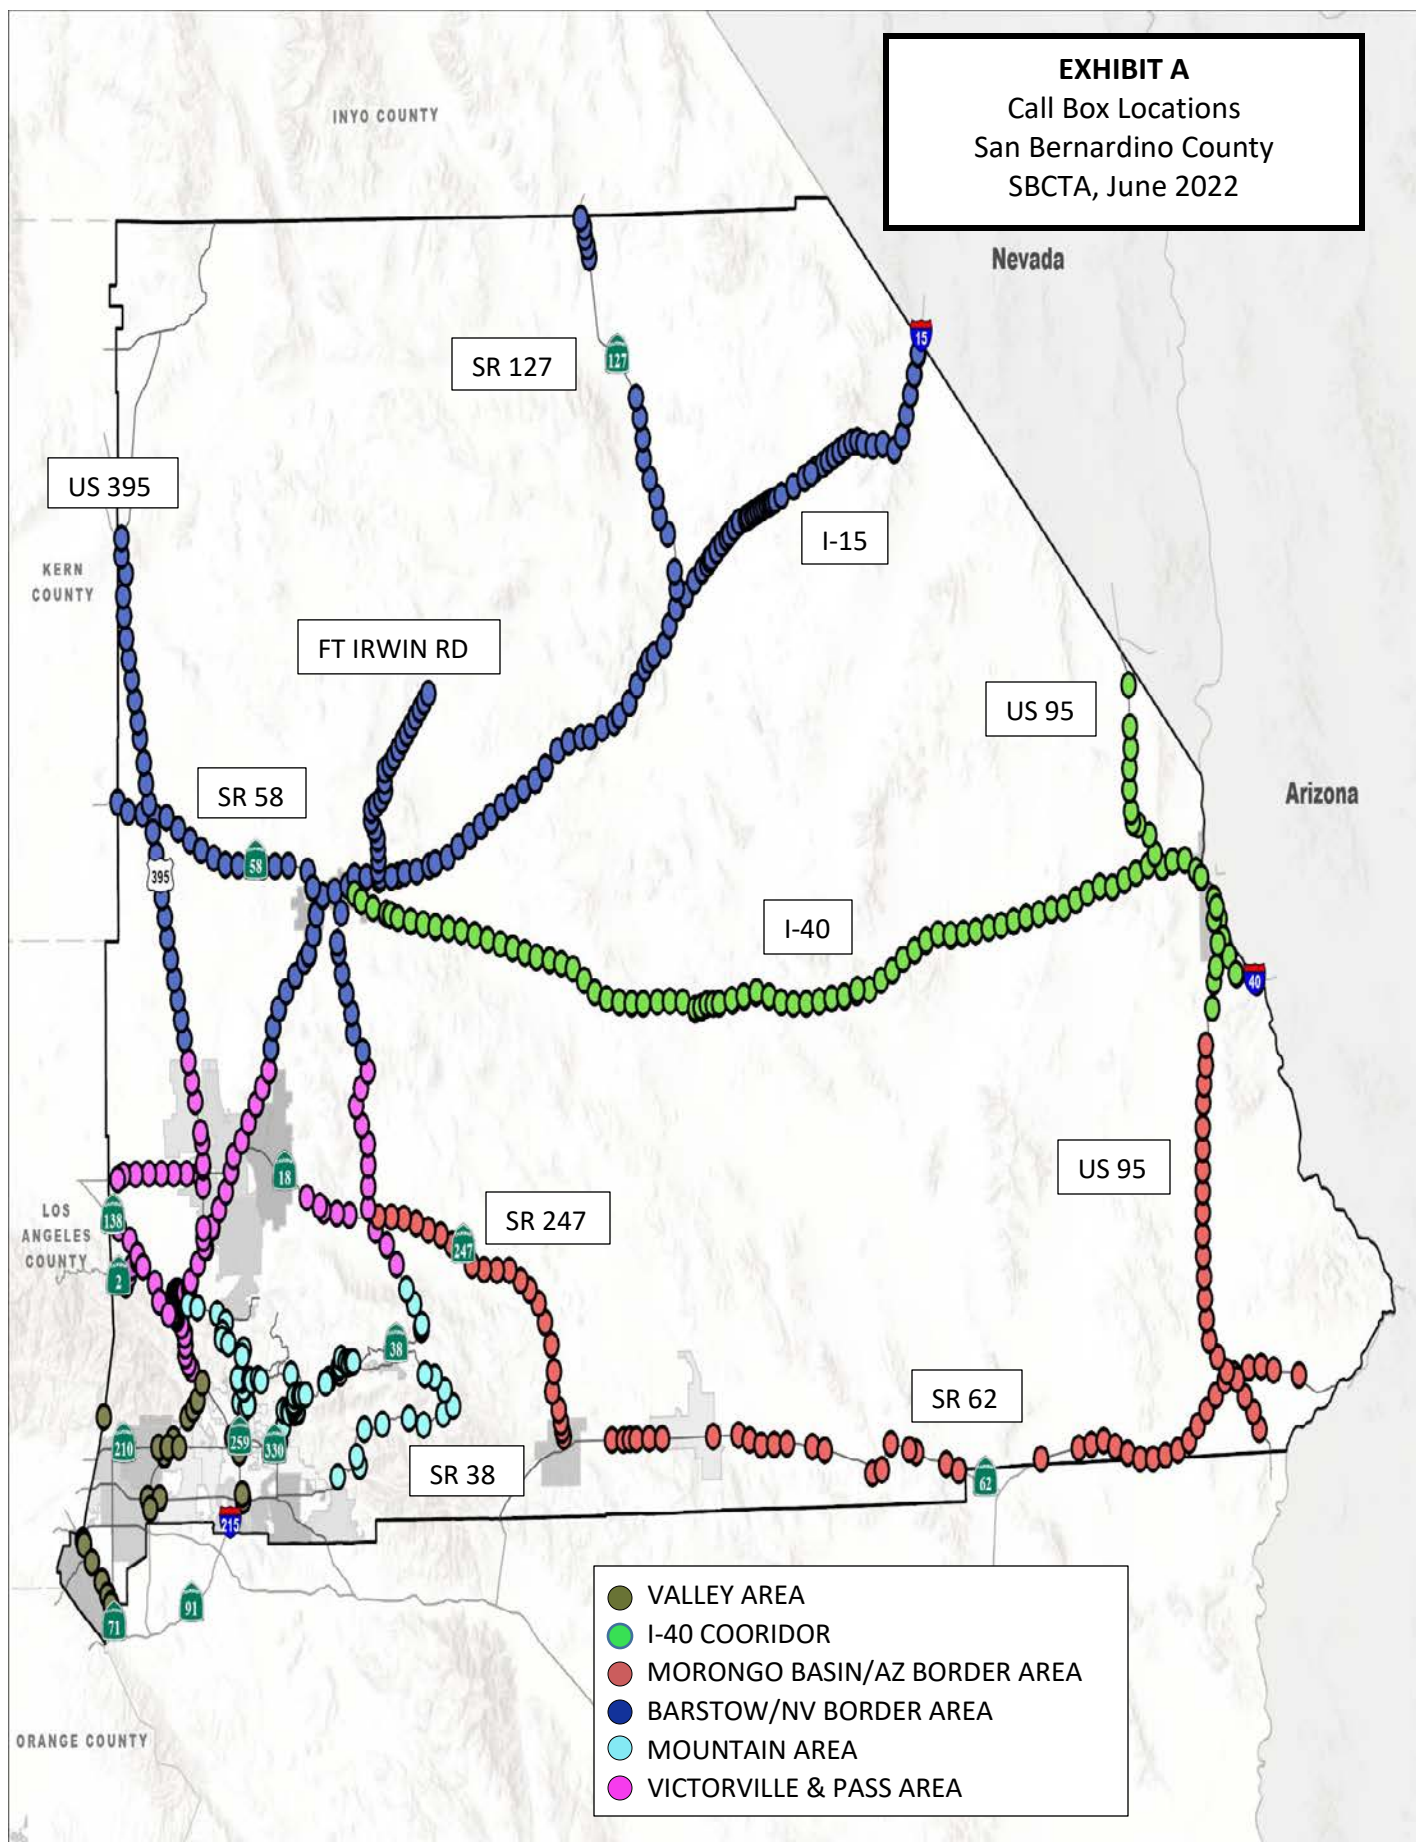 EXHIBIT A
Call Box Locations
San Bernardino County
SBCTA, June 2022
INYO COUNTY
Nevada
15
SR 127
127
US 395
I-15
KERN
COUNTY
FT IRWIN RD
US 95
SR 58
Arizona
58
395
I-40
40
US 95
18
LOS
ANGELES
COUNTY
138
SR 247
247
2
38
SR 62
210
259
330
SR 38
62
215
71
91
VALLEY AREA
I-40 COORIDOR
MORONGO BASIN/AZ BORDER AREA
BARSTOW/NV BORDER AREA
MOUNTAIN AREA
VICTORVILLE & PASS AREA
ORANGE COUNTY